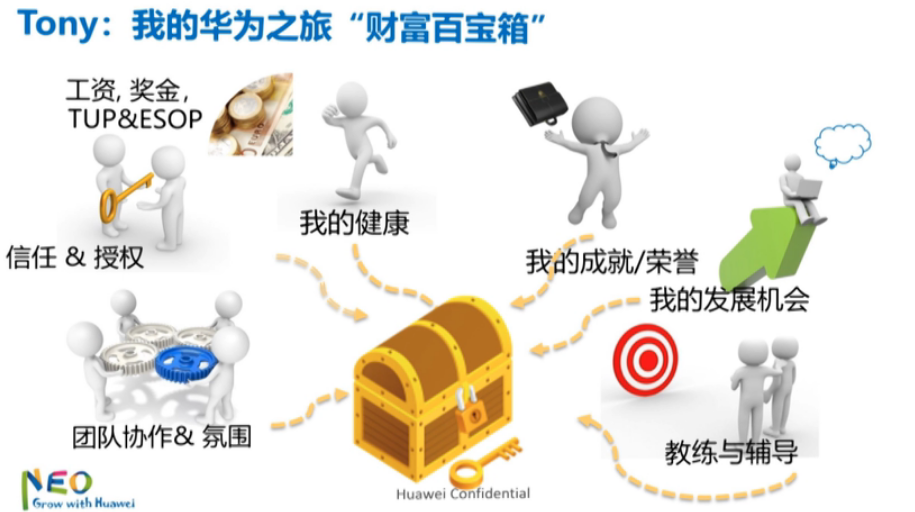 Tony：我的华为之旅“财富百宝箱”
工资, 奖金，
TUP&ESOP
信任 & 授权
我的健康
我的成就/荣誉
我的发展机会
团队协作& 氛围
教练与辅导
NEO
Grow with Huawei
Huawei Confidential